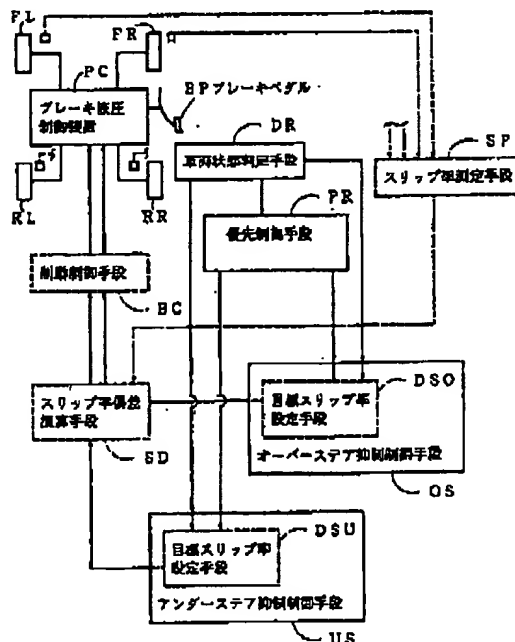 FL
FR
PC
ブレーキ液圧
制御装置
BPブレーキペダル
DR
車両状態判定手段
SP
スリップ率測定手段
PR
優先制御手段
RL
RR
制動制御手段
BC
スリップ率偏差
演算手段
SD
DSO
目標スリップ率
設定手段
オーバーステア抑制制御手段
OS
DSU
目標スリップ率
設定手段
アンダーステア抑制制御手段
US